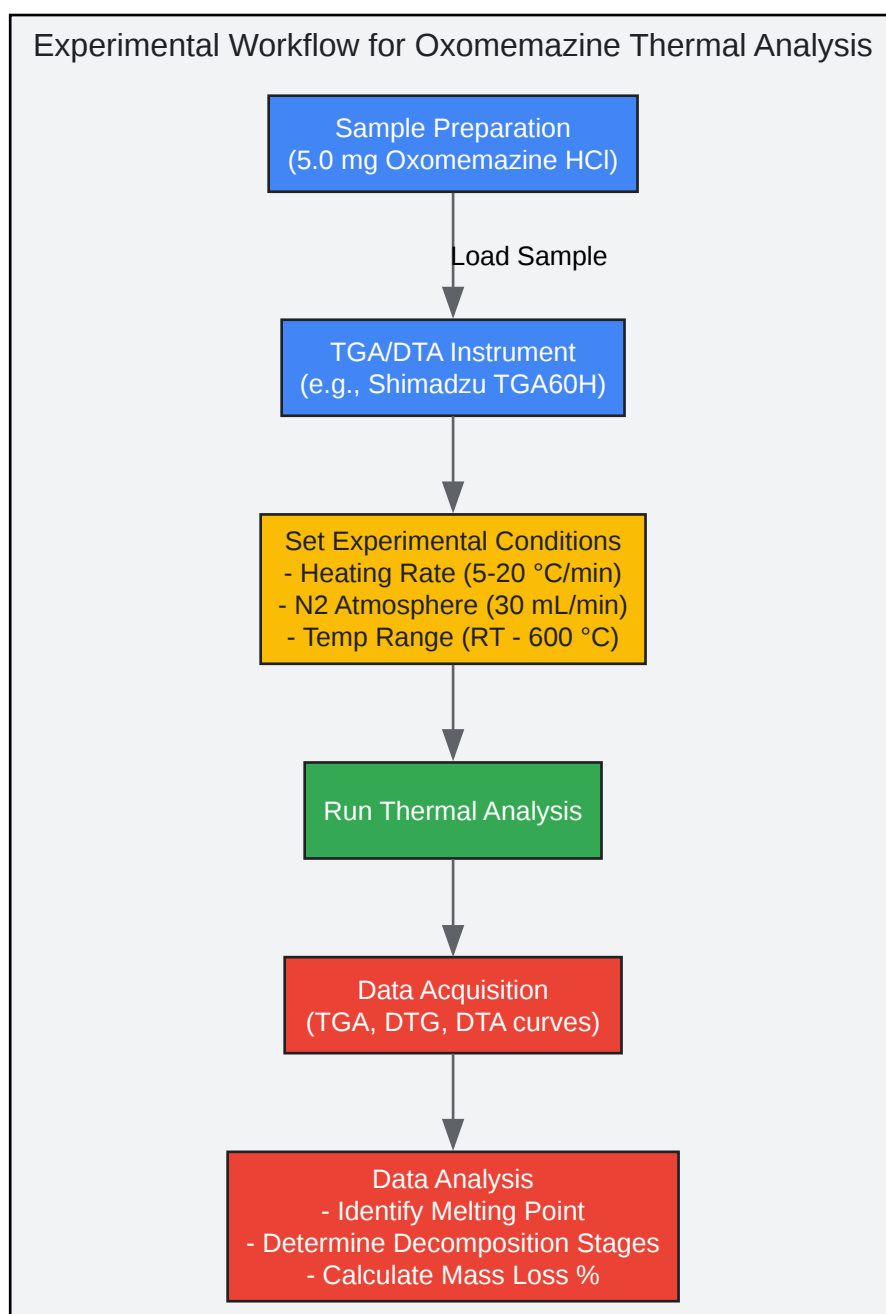 Experimental Workflow for Oxomemazine Thermal Analysis
Sample Preparation
(5.0 mg Oxomemazine HCl)
Load Sample
TGA/DTA Instrument
(e.g., Shimadzu TGA60H)
Set Experimental Conditions
- Heating Rate (5-20 °C/min)
- N2 Atmosphere (30 mL/min)
- Temp Range (RT - 600 °C)
Run Thermal Analysis
Data Acquisition
(TGA, DTG, DTA curves)
Data Analysis
- Identify Melting Point
- Determine Decomposition Stages
- Calculate Mass Loss %